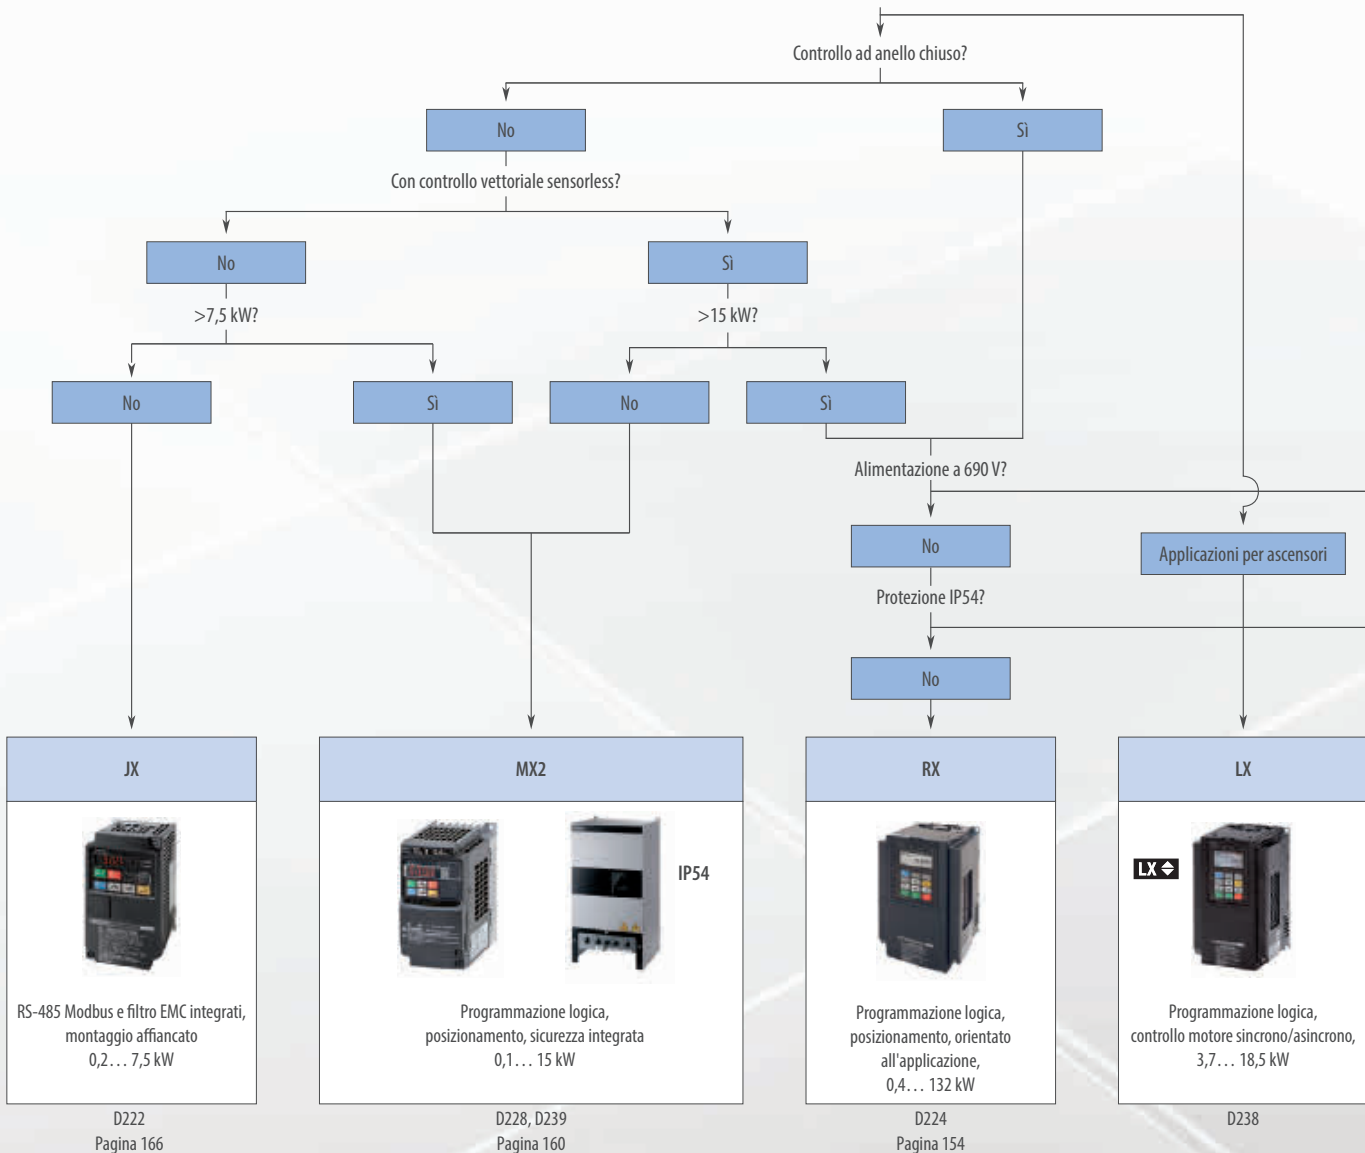 Controllo ad anello chiuso?
No
Sì
Con controllo vettoriale sensorless?
No
Sì
>7,5 kW?
>15 kW?
No
Sì
No
Sì
Alimentazione a 690 V?
No
Applicazioni per ascensori
Protezione IP54?
No
JX
MX2
RX
LX
IP54
LX
RS-485 Modbus e filtro EMC integrati,
montaggio affiancato
0,2… 7,5 kW
Programmazione logica,
posizionamento, sicurezza integrata
0,1… 15 kW
Programmazione logica,
posizionamento, orientato
all'applicazione,
0,4… 132 kW
Programmazione logica,
controllo motore sincrono/asincrono,
3,7… 18,5 kW
D222
Pagina 166
D228, D239
Pagina 160
D224
Pagina 154
D238